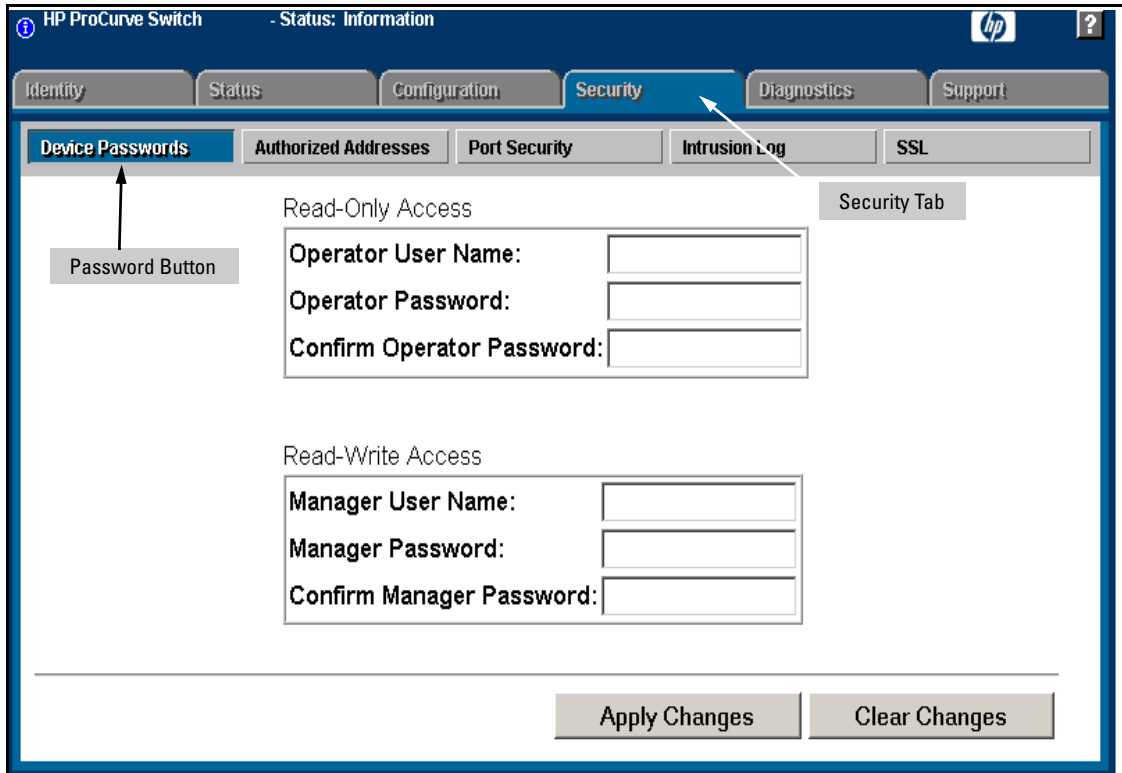 HP ProCurve Switch - Status: Information
hp
?
Identity Status Configuration Security Diagnostics Support
Device Passwords Authorized Addresses Port Security Intrusion Log SSL
Security Tab
Password Button
Read-Only Access
Operator User Name:
Operator Password:
Confirm Operator Password:
Read-Write Access
Manager User Name:
Manager Password:
Confirm Manager Password:
Apply Changes Clear Changes